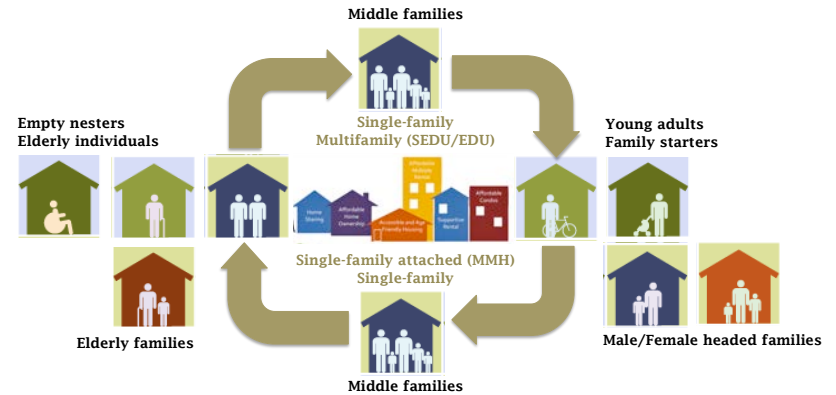 Middle families
Single-family
Multifamily (SEDU/EDU)
Empty nesters
Elderly individuals
Young adults
Family starters
Affordable
Rental
Home
Sharing
Affordable
Home
Ownership
Accessible and Age
Friendly Housing
Supportive
Rental
Affordable
Condos
Single-family attached (MMH)
Single-family
Elderly families
Male/Female headed families
Middle families